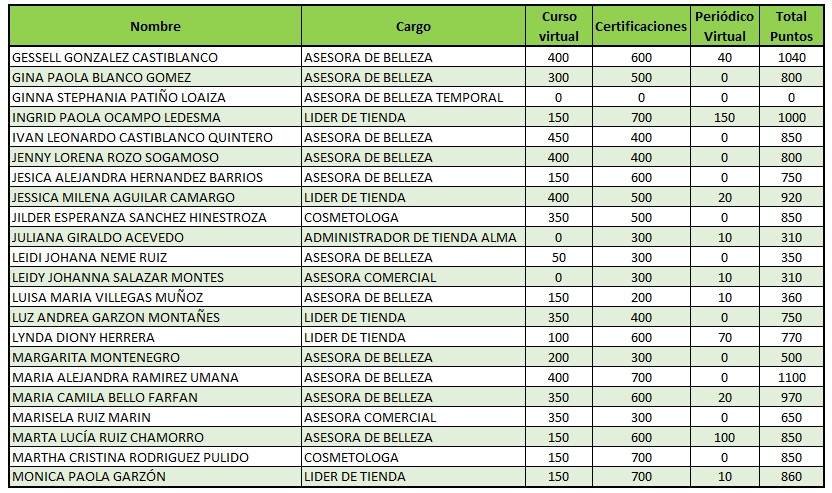 Nombre Cargo Curso virtual Certificaciones Periódico Virtual Total Puntos
GESSELL GONZALEZ CASTIBLANCO ASESORA DE BELLEZA 400 600 40 1040
GINA PAOLA BLANCO GOMEZ ASESORA DE BELLEZA 300 500 0 800
GINNA STEPHANIA PATIÑO LOAIZA ASESORA DE BELLEZA TEMPORAL 0 0 0 0
INGRID PAOLA OCAMPO LEDESMA LIDER DE TIENDA 150 700 150 1000
IVAN LEONARDO CASTIBLANCO QUINTERO ASESORA DE BELLEZA 450 400 0 850
JENNY LORENA ROZO SOGAMOSO ASESORA DE BELLEZA 400 400 0 800
JESICA ALEJANDRA HERNANDEZ BARRIOS ASESORA DE BELLEZA 150 600 0 750
JESSICA MILENA AGUILAR CAMARGO LIDER DE TIENDA 400 500 20 920
JILDER ESPERANZA SANCHEZ HINESTROZA COSMETOLOGA 350 500 0 850
JULIANA GIRALDO ACEVEDO ADMINISTRADOR DE TIENDA ALMA 0 300 10 310
LEIDI JOHANA NEME RUIZ ASESORA DE BELLEZA 50 300 0 350
LEIDY JOHANNA SALAZAR MONTES ASESORA COMERCIAL 0 300 10 310
LUISA MARIA VILLEGAS MUÑOZ ASESORA DE BELLEZA 150 200 10 360
LUZ ANDREA GARZON MONTAÑES LIDER DE TIENDA 350 400 0 750
LYNDA DIONY HERRERA LIDER DE TIENDA 100 600 70 770
MARGARITA MONTENEGRO ASESORA DE BELLEZA 200 300 0 500
MARIA ALEJANDRA RAMIREZ UMANA ASESORA DE BELLEZA 400 700 0 1100
MARIA CAMILA BELLO FARFAN ASESORA DE BELLEZA 350 600 20 970
MARISELA RUIZ MARIN ASESORA COMERCIAL 350 300 0 650
MARTA LUCÍA RUIZ CHAMORRO ASESORA DE BELLEZA 150 600 100 850
MARTHA CRISTINA RODRIGUEZ PULIDO COSMETOLOGA 150 700 0 850
MONICA PAOLA GARZÓN LIDER DE TIENDA 150 700 10 860